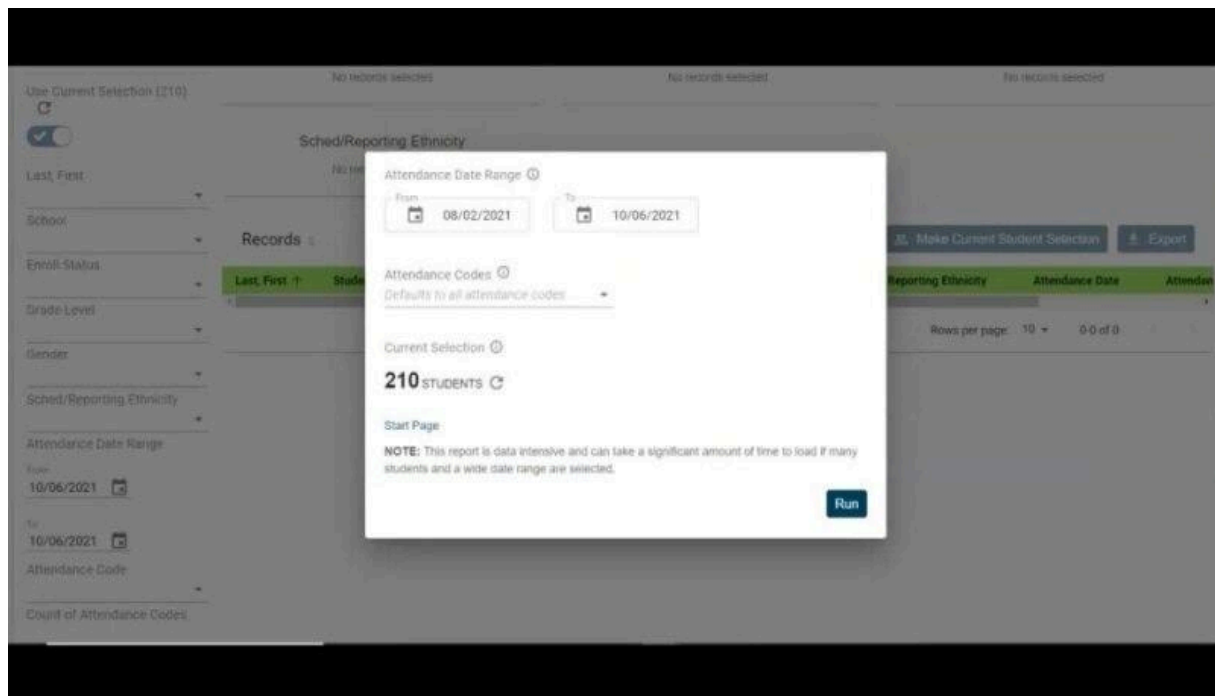 No records selected
No records selected
No records selected
Use Current Selection (210)
Sched/Reporting Ethnicity
Last, First
School
Enroll Status
Grade Level
Gender
Sched/Reporting Ethnicity
Attendance Date Range
From
10/06/2021
To
10/06/2021
Attendance Code
Count of Attendance Codes
Records
Make Current Student Selection
Export
Last, First
Reporting Ethnicity
Attendance Date
Rows per page: 10
0-0 of 0
Attendance Date Range
From
08/02/2021
To
10/06/2021
Attendance Codes
Defaults to all attendance codes
Current Selection
210 STUDENTS
Start Page
NOTE: This report is data intensive and can take a significant amount of time to load if many
students and a wide date range are selected.
Run